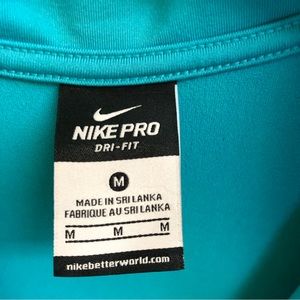 NIKE PRO
DRI-FIT
M
MADE IN SRI LANKA
FABRIQUE AU SRI LANKA
M M M
nikebetterworld.com